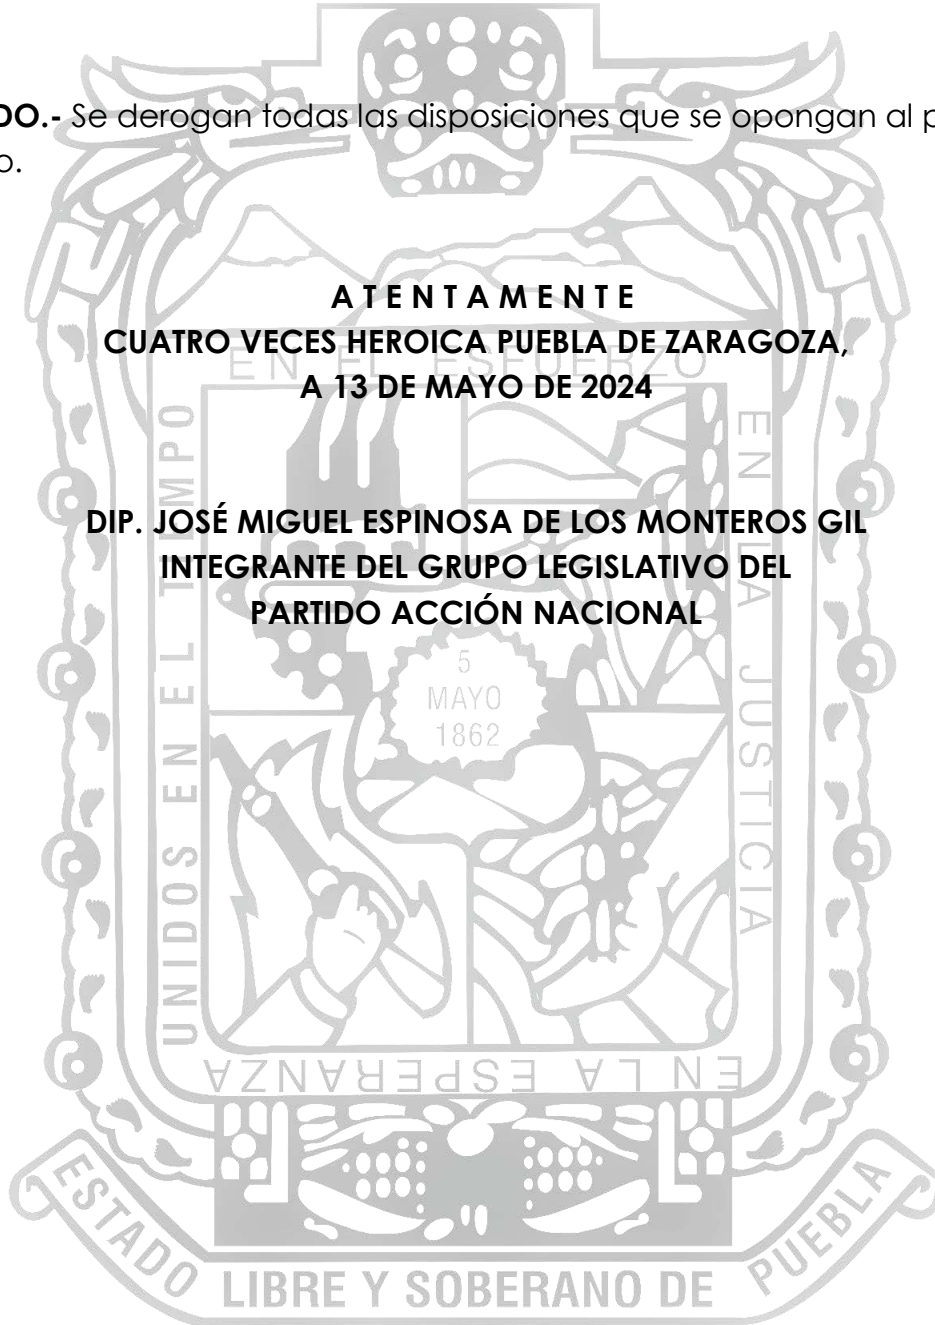 DO.- Se derogan todas las disposiciones que se opongan al p
o.
A T E N T A M E N T E
CUATRO VECES HEROICA PUEBLA DE ZARAGOZA,
A 13 DE MAYO DE 2024
DIP. JOSÉ MIGUEL ESPINOSA DE LOS MONTEROS GIL
INTEGRANTE DEL GRUPO LEGISLATIVO DEL
PARTIDO ACCIÓN NACIONAL
UNIDOS EN EL TIEMPO
EN EL ESFUERZO
EN LA JUSTICIA
EN LA ESPERANZA
5
MAYO
1862
ESTADO LIBRE Y SOBERANO DE PUEBLA